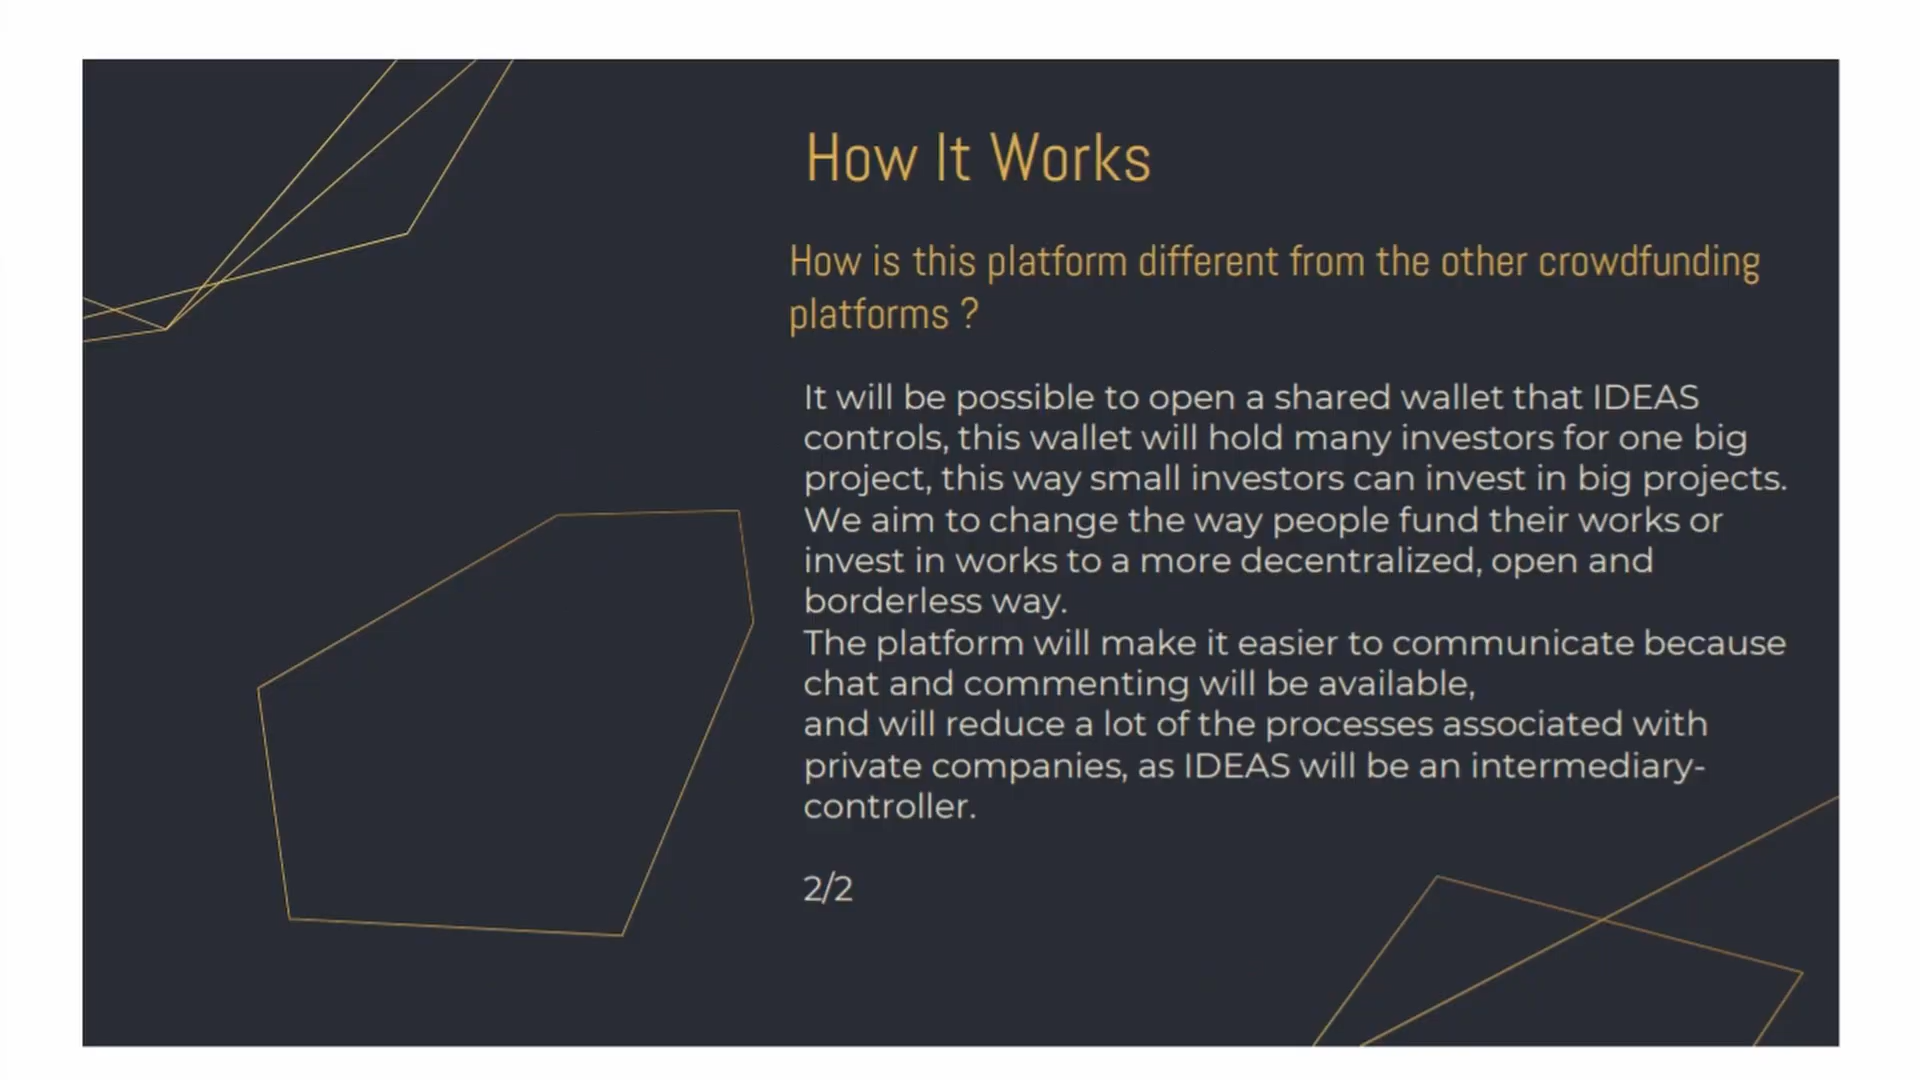 How It Works
How is this platform different from the other crowdfunding
platforms ?
It will be possible to open a shared wallet that IDEAS
controls, this wallet will hold many investors for one big
project, this way small investors can invest in big projects.
We aim to change the way people fund their works or
invest in works to a more decentralized, open and
borderless way.
The platform will make it easier to communicate because
chat and commenting will be available,
and will reduce a lot of the processes associated with
private companies, as IDEAS will be an intermediary-
controller.
2/2